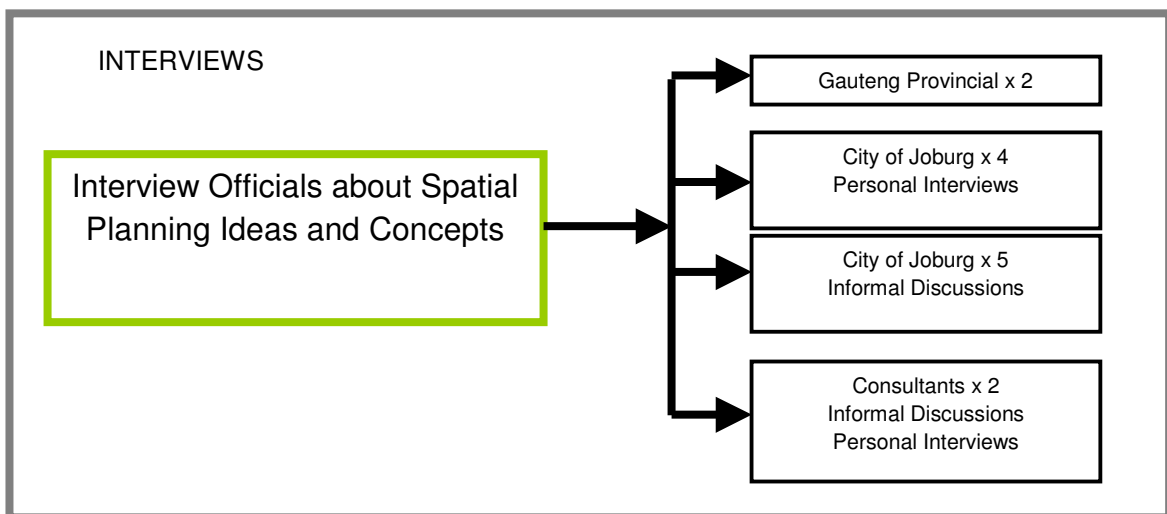 INTERVIEWS
Interview Officials about Spatial
Planning Ideas and Concepts
Gauteng Provincial x 2
City of Joburg x 4
Personal Interviews
City of Joburg x 5
Informal Discussions
Consultants x 2
Informal Discussions
Personal Interviews